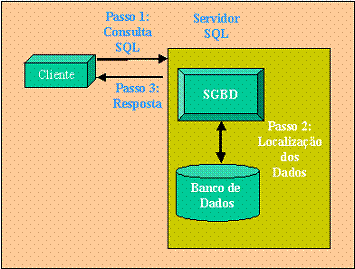 Passo 1:
Consulta
SQL
Servidor
SQL
Cliente
Passo 3:
Resposta
SGBD
Passo 2:
Localização
dos
Dados
Banco de
Dados